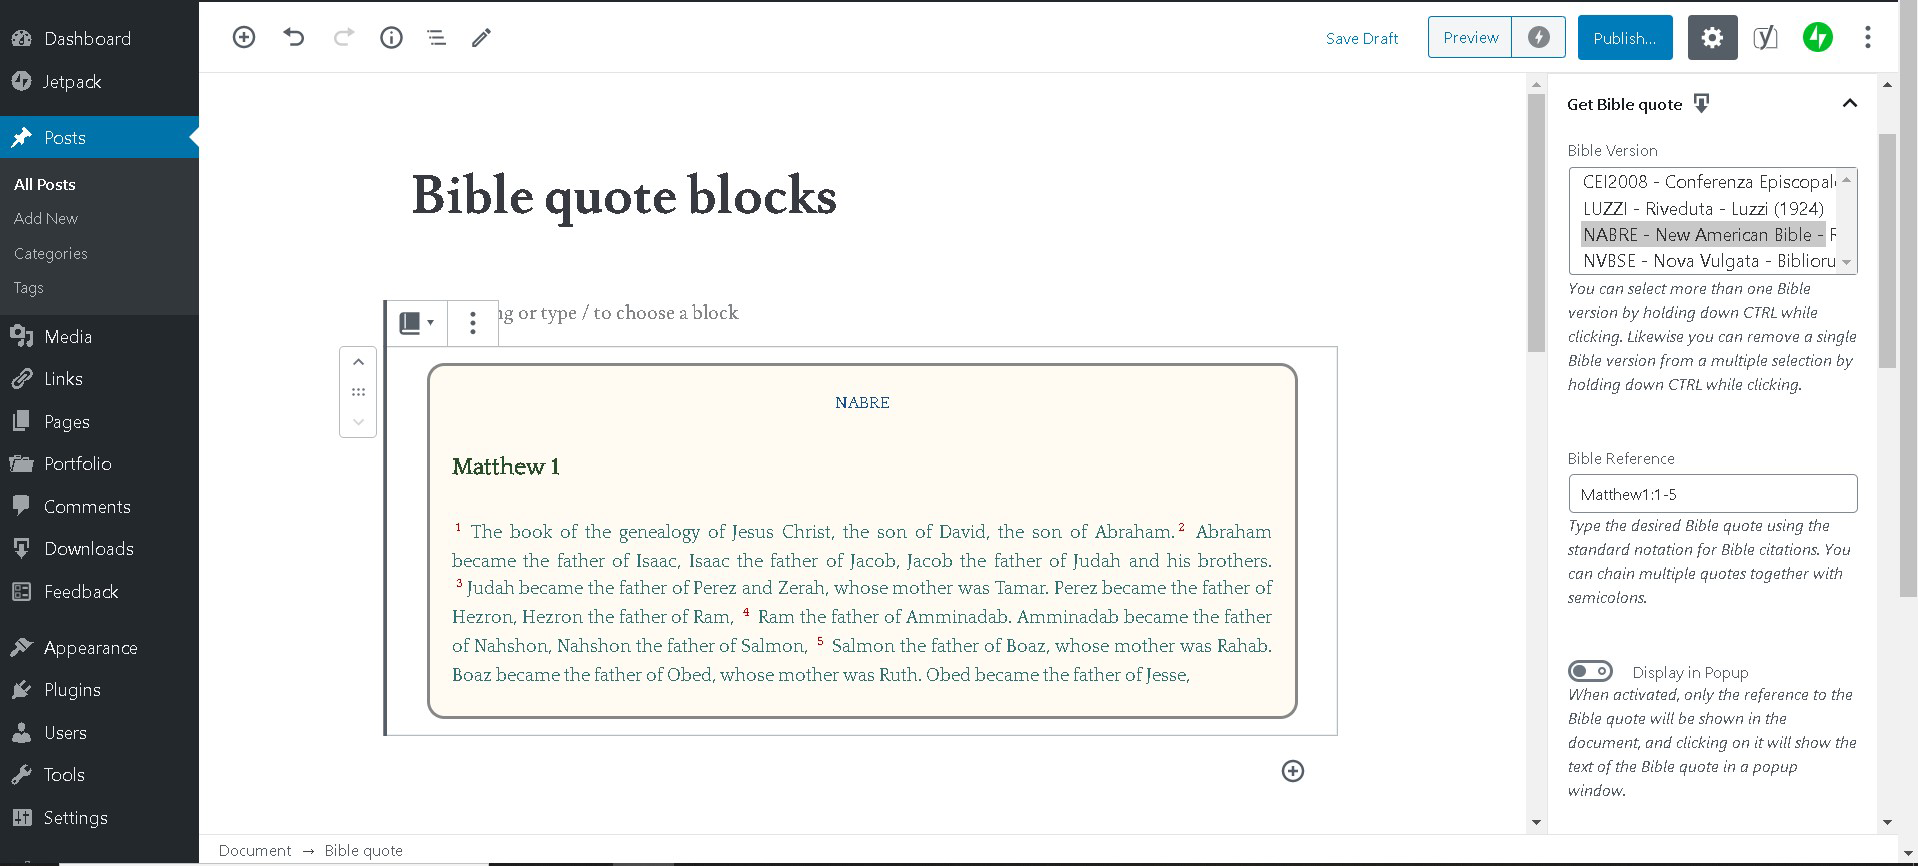 Dashboard
Jetpack
Posts
All Posts
Add New
Categories
Tags
Media
Links
Pages
Portfolio
Comments
Downloads
Feedback
Appearance
Plugins
Users
Tools
Settings
Save Draft
Preview
Publish...
Bible quote blocks
ng or type / to choose a block
NABRE
Matthew 1
1 The book of the genealogy of Jesus Christ, the son of David, the son of Abraham. 2 Abraham
became the father of Isaac, Isaac the father of Jacob, Jacob the father of Judah and his brothers.
3 Judah became the father of Perez and Zerah, whose mother was Tamar. Perez became the father of
Hezron, Hezron the father of Ram, 4 Ram the father of Amminadab. Amminadab became the father
of Nahshon, Nahshon the father of Salmon, 5 Salmon the father of Boaz, whose mother was Rahab.
Boaz became the father of Obed, whose mother was Ruth. Obed became the father of Jesse,
Document → Bible quote
Get Bible quote
Bible Version
CEI2008 - Conferenza Episcopal
LUZZI - Riveduta - Luzzi (1924)
NABRE - New American Bible - R
NVBSE - Nova Vulgata - Biblioru
You can select more than one Bible
version by holding down CTRL while
clicking. Likewise you can remove a single
Bible version from a multiple selection by
holding down CTRL while clicking.
Bible Reference
Matthew1:1-5
Type the desired Bible quote using the
standard notation for Bible citations. You
can chain multiple quotes together with
semicolons.
Display in Popup
When activated, only the reference to the
Bible quote will be shown in the
document, and clicking on it will show the
text of the Bible quote in a popup
window.